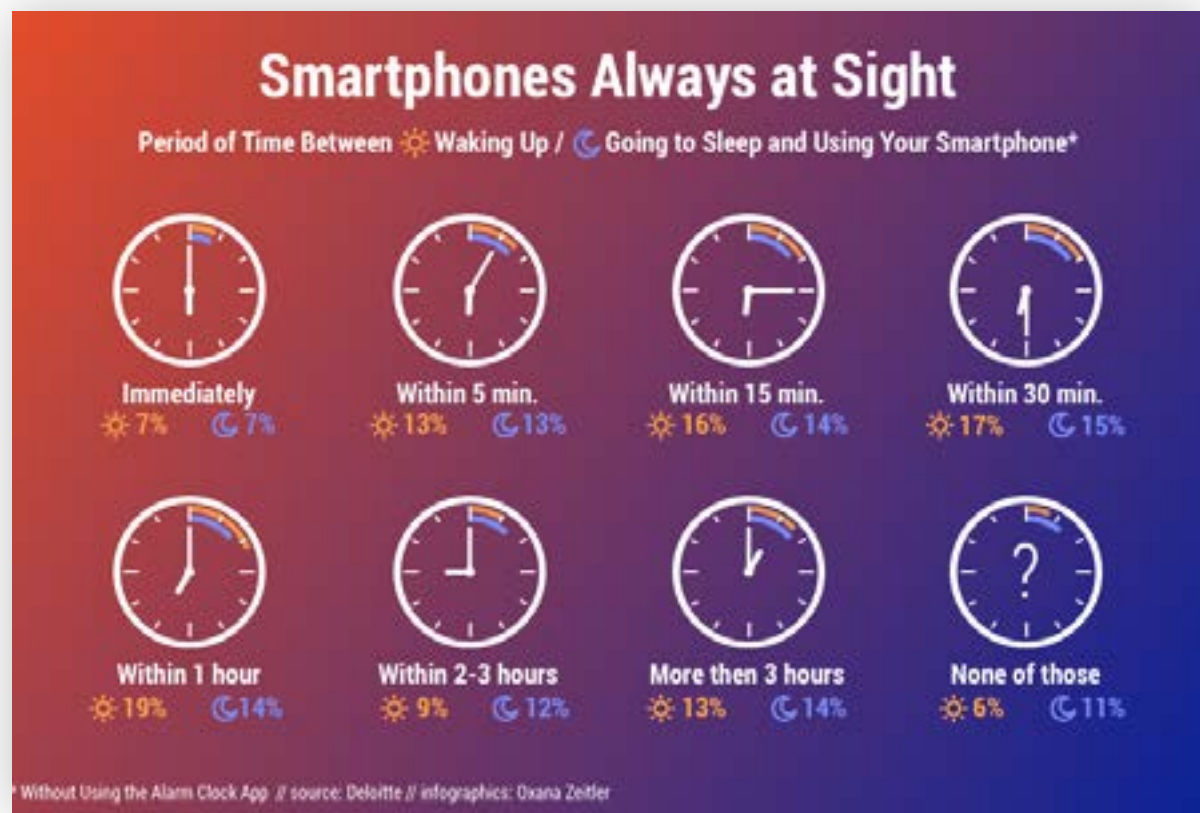 Smartphones Always at Sight
Period of Time Between Waking Up / Going to Sleep and Using Your Smartphone*
Immediately
7% 7%
Within 5 min.
13% 13%
Within 15 min.
16% 14%
Within 30 min.
17% 15%
?
Within 1 hour
19% 14%
Within 2-3 hours
9% 12%
More then 3 hours
13% 14%
None of those
6% 11%
* Without Using the Alarm Clock App // source: Deloitte // infographics: Oxana Zeitler